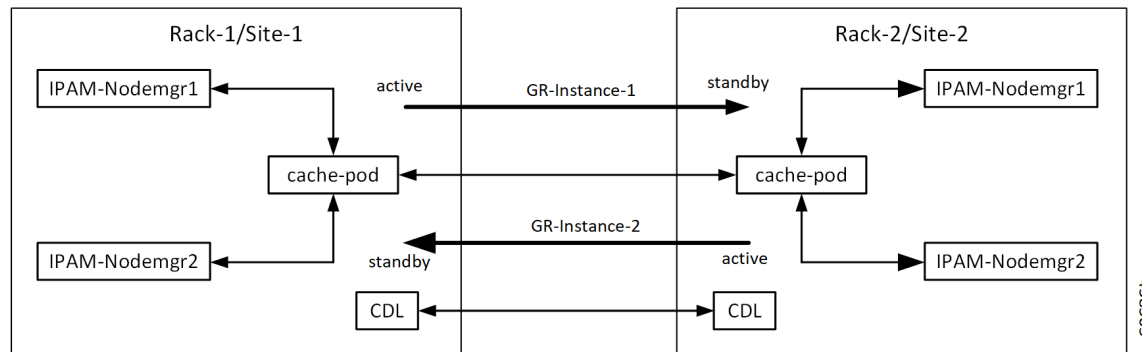 Rack-1/Site-1
Rack-2/Site-2
IPAM-Nodemgr1
active
GR-Instance-1
standby
IPAM-Nodemgr1
cache-pod
cache-pod
GR-Instance-2
IPAM-Nodemgr2
standby
active
IPAM-Nodemgr2
CDL
CDL